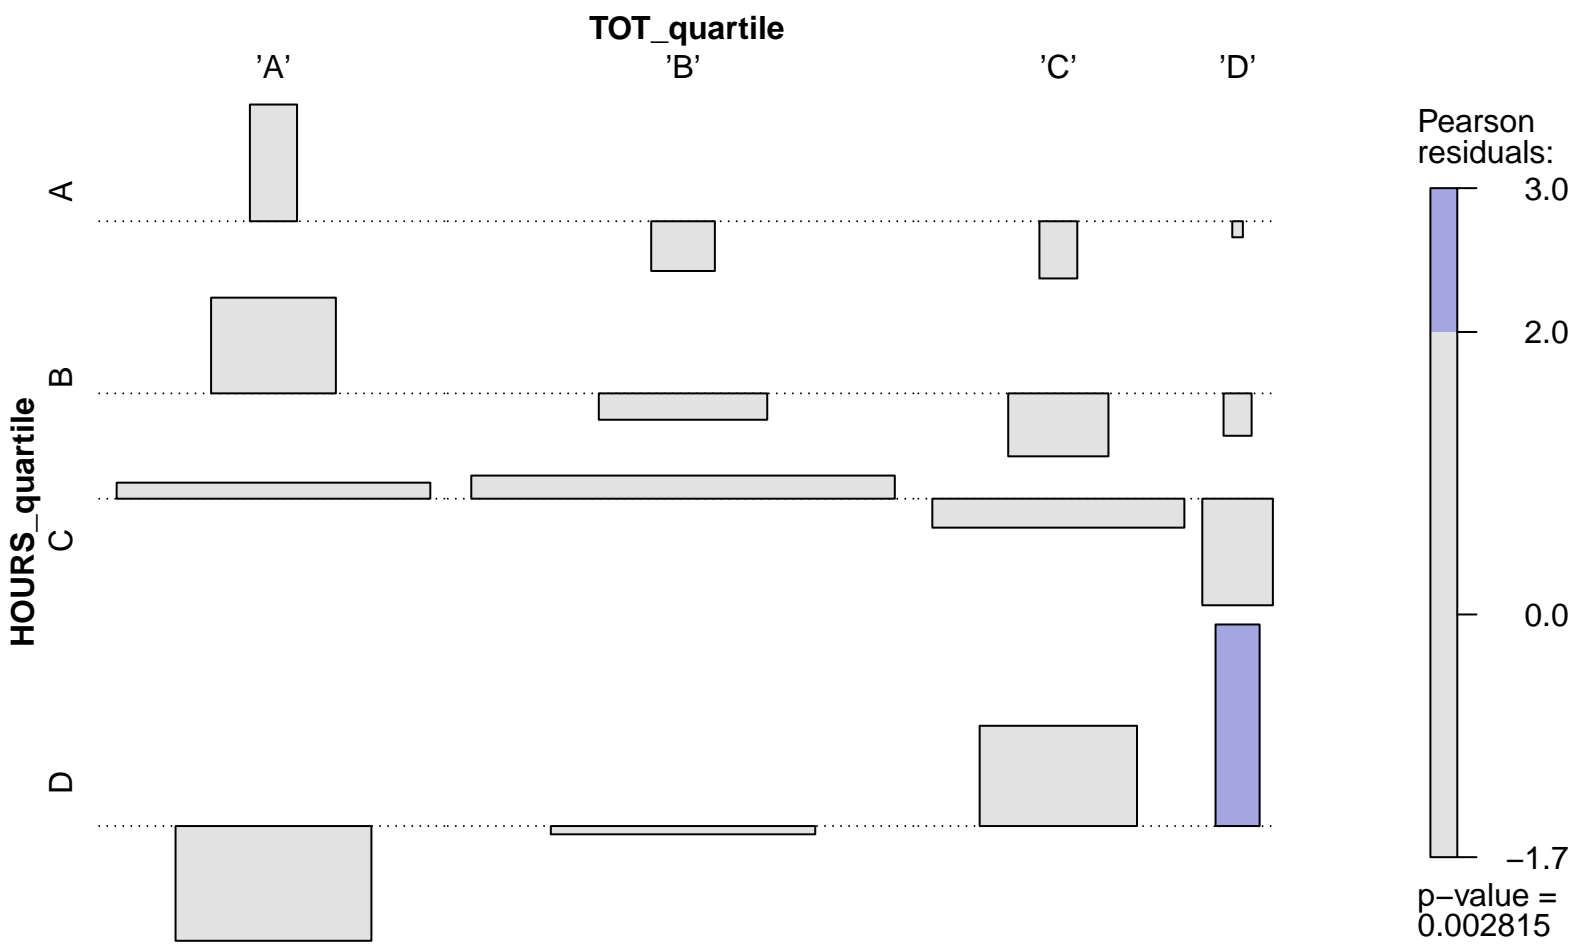 TOT_quartile
’A’ ’B’ ’C’ ’D’
HOURS_quartile
A
B
C
D
Pearson
residuals:
3.0
2.0
0.0
−1.7
p−value =
0.002815